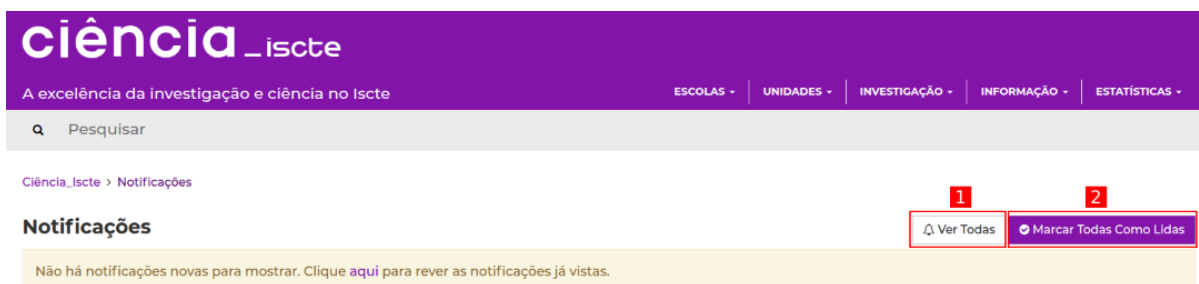 ciência_iscte
A excelência da investigação e ciência no Iscte
ESCOLAS
UNIDADES
INVESTIGAÇÃO
INFORMAÇÃO
ESTATÍSTICAS
Pesquisar
Ciência_Iscte > Notificações
1
2
Notificações
Ver Todas
Marcar Todas Como Lidas
Não há notificações novas para mostrar. Clique aqui para rever as notificações já vistas.